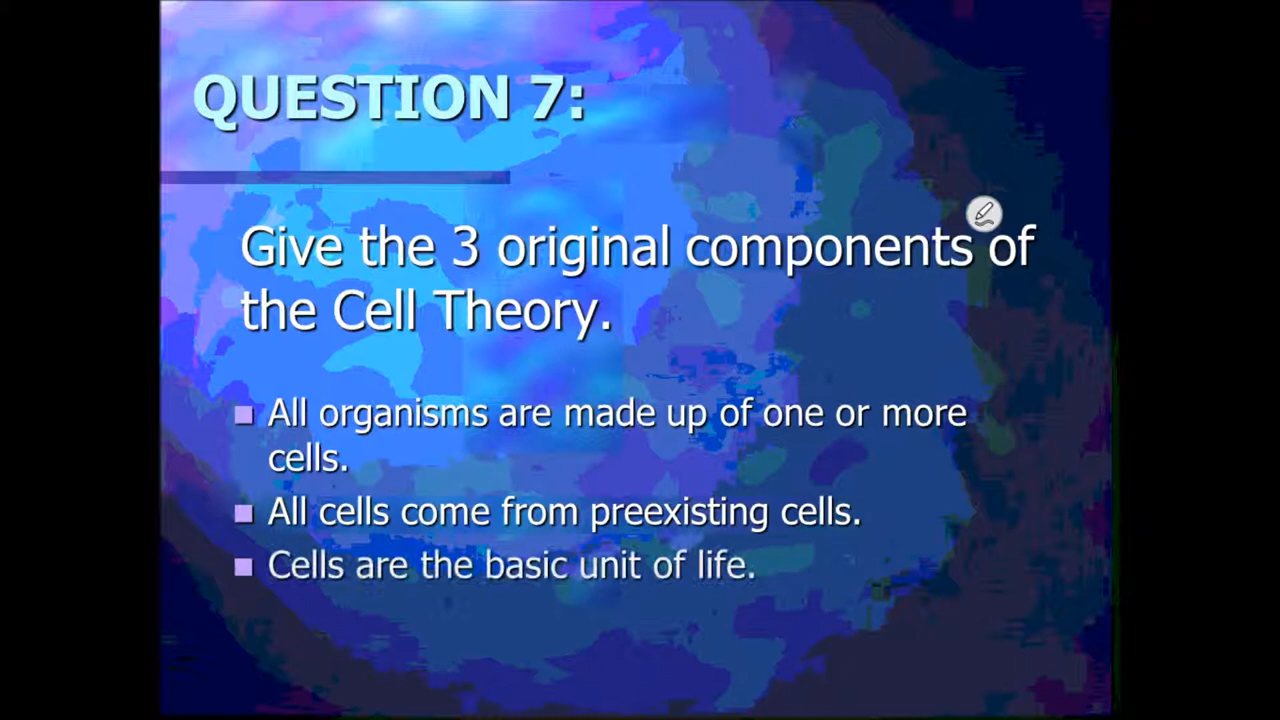 QUESTION 7:
Give the 3 original components of
the Cell Theory.
All organisms are made up of one or more
cells.
All cells come from preexisting cells.
Cells are the basic unit of life.